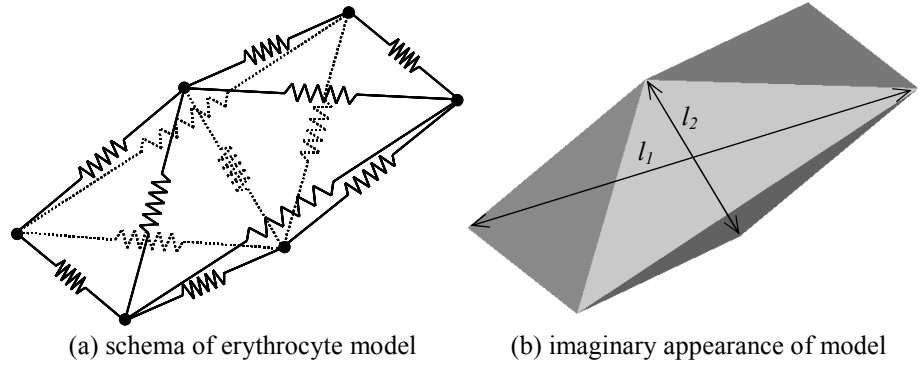 l2
l1
(a) schema of erythrocyte model
(b) imaginary appearance of model